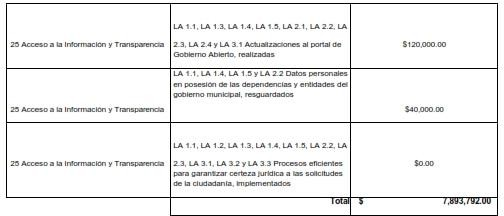 LA 1.1, LA 1.3, LA 1.4, LA 1.5, LA 2.1, LA 2.2, LA
25 Acceso a la Información y Transparencia 2.3, LA 2.4 y LA 3.1 Actualizaciones al portal de $120,000.00
Gobierno Abierto, realizadas
LA 1.1, LA 1.4, LA 1.5 y LA 2.2 Datos personales
en posesión de las dependencias y entidades del
gobierno municipal, resguardados
25 Acceso a la Información y Transparencia $40,000.00
LA 1.1, LA 1.2, LA 1.3, LA 1.4, LA 1.5, LA 2.2, LA
25 Acceso a la Información y Transparencia 2.3, LA 3.1, LA 3.2 y LA 3.3 Procesos eficientes $0.00
para garantizar certeza jurídica a las solicitudes
de la ciudadanía, implementados
Total $ 7,893,792.00